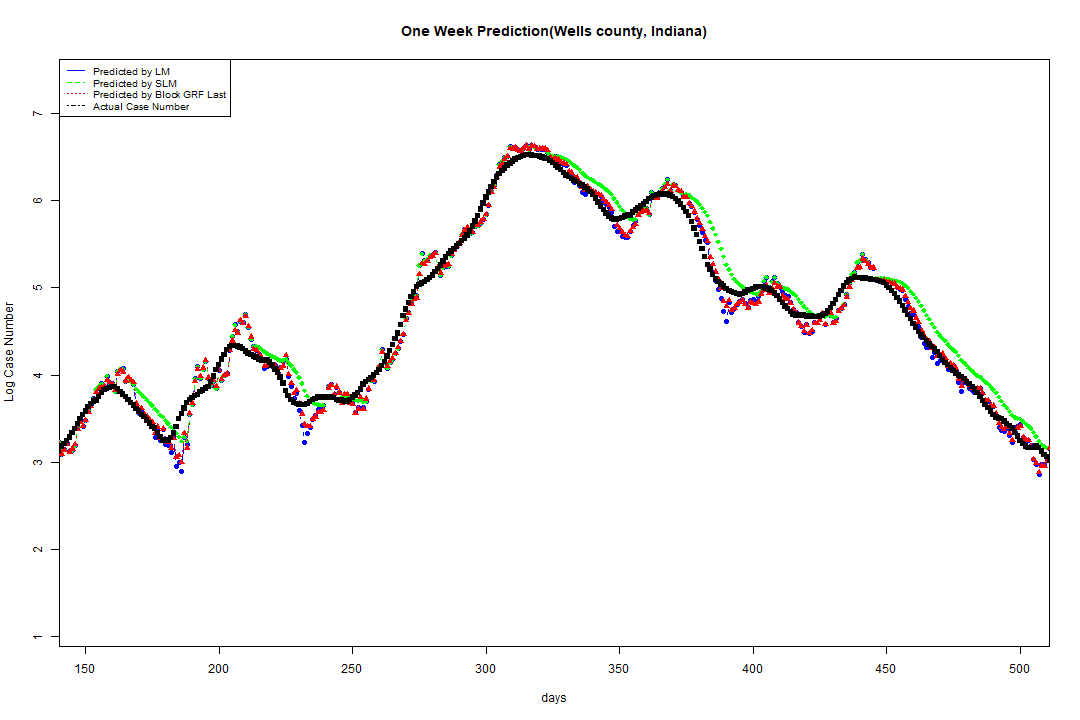 One Week Prediction(Wells county, Indiana)
Predicted by LM
Predicted by SLM
Predicted by Block GRF Last
Actual Case Number
Log Case Number
7
6
5
4
3
2
1
150 200 250 300 350 400 450 500
days